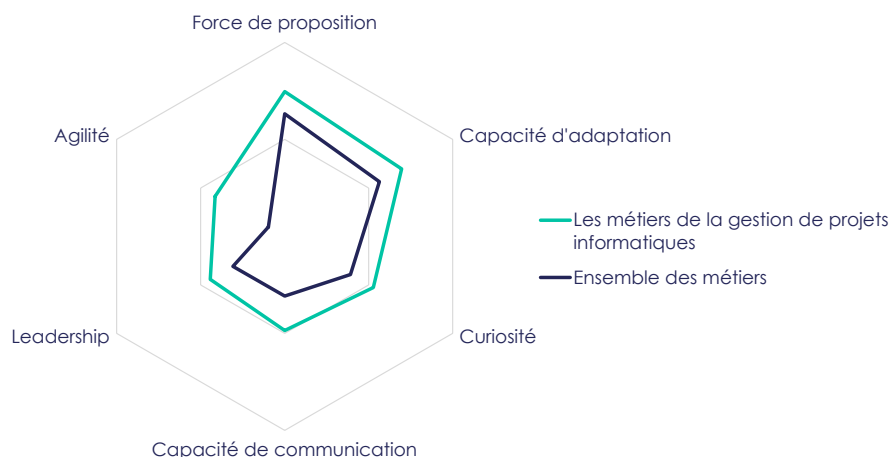 Force de proposition
Agilité
Capacité d'adaptation
Les métiers de la gestion de projets
informatiques
Ensemble des métiers
Leadership
Curiosité
Capacité de communication